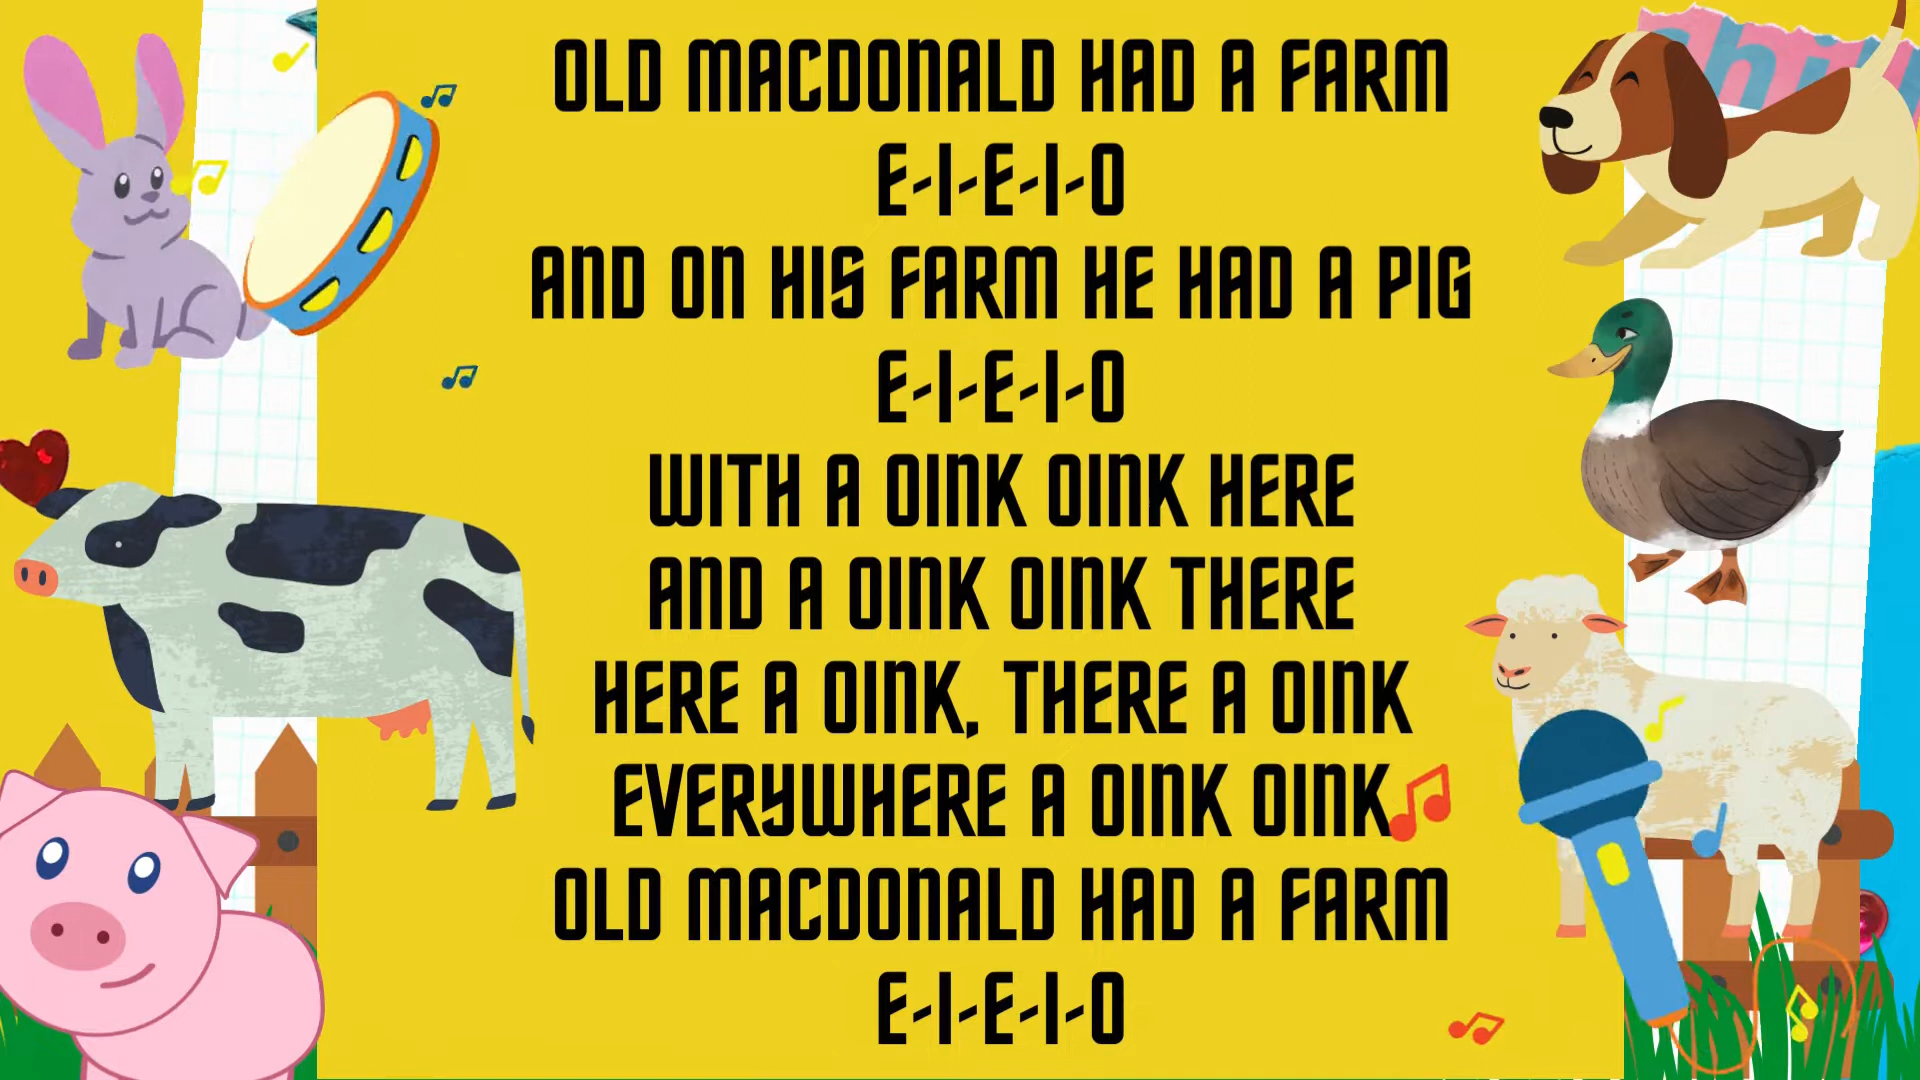 OLD MACDONALD HAD A FARM
E-I-E-I-O
AND ON HIS FARM HE HAD A PIG
E-I-E-I-O
WITH A OINK OINK HERE
AND A OINK OINK THERE
HERE A OINK, THERE A OINK
EVERYWHERE A OINK OINK
OLD MACDONALD HAD A FARM
E-I-E-I-O